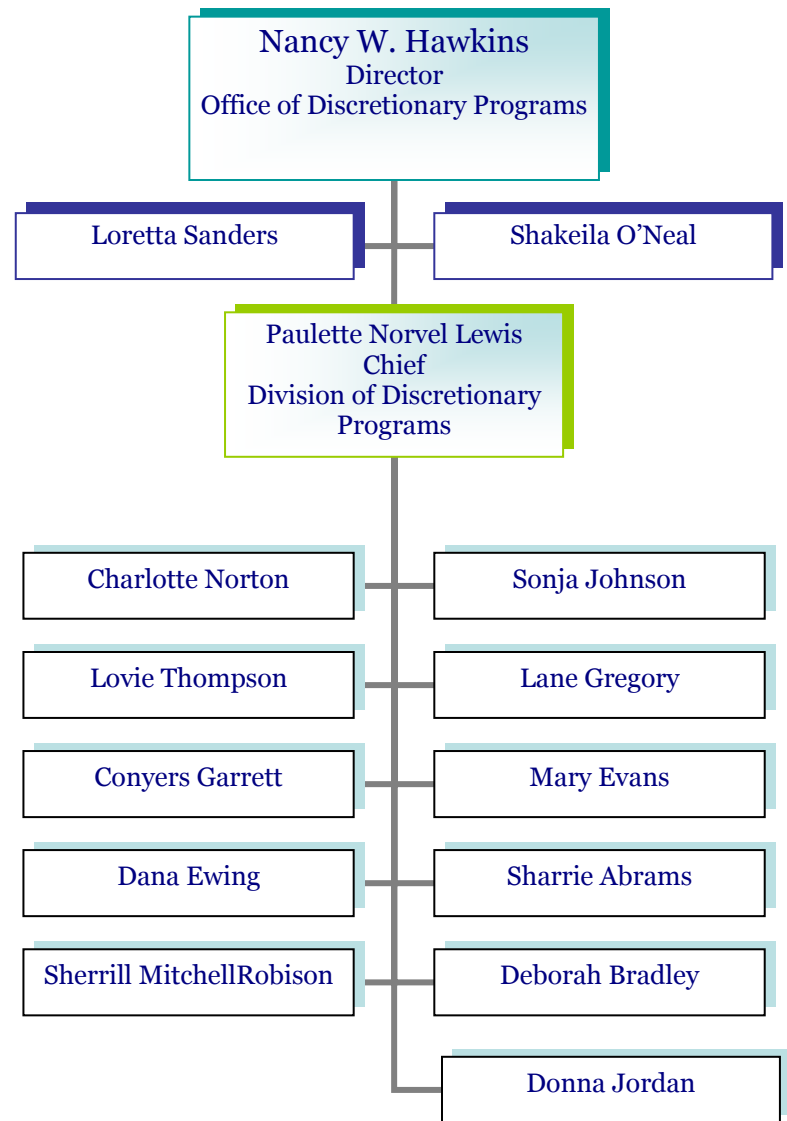 Nancy W. Hawkins
Director
Office of Discretionary Programs
Loretta Sanders
Shakeila O’Neal
Paulette Norvel Lewis
Chief
Division of Discretionary
Programs
Charlotte Norton
Sonja Johnson
Lovie Thompson
Lane Gregory
Conyers Garrett
Mary Evans
Dana Ewing
Sharrie Abrams
Sherrill MitchellRobison
Deborah Bradley
Donna Jordan